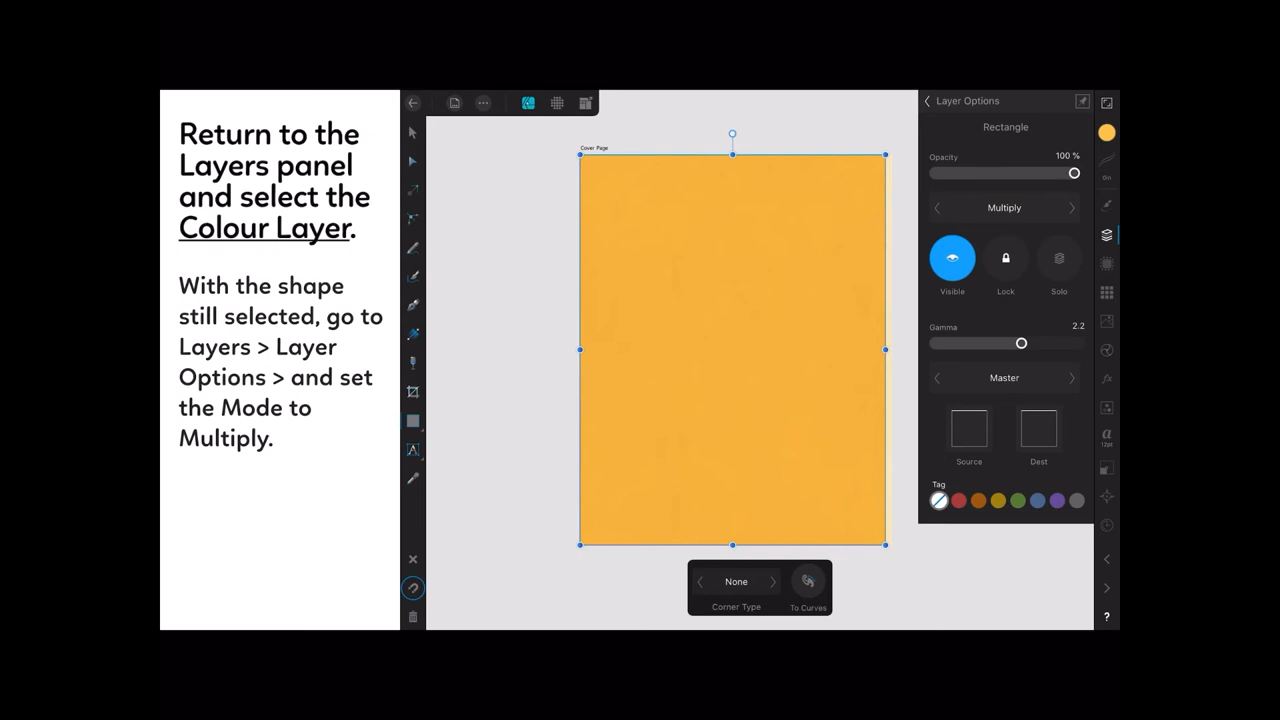 Return to the
Layers panel
and select the
Colour Layer.
With the shape
still selected, go to
Layers > Layer
Options > and set
the Mode to
Multiply.
Cover Page
None
Corner Type
To Curves
Layer Options
Rectangle
Opacity
100 %
Multiply
Visible
Lock
Solo
Gamma
2.2
Master
Source
Dest
Tag
0in
a
12pt
?